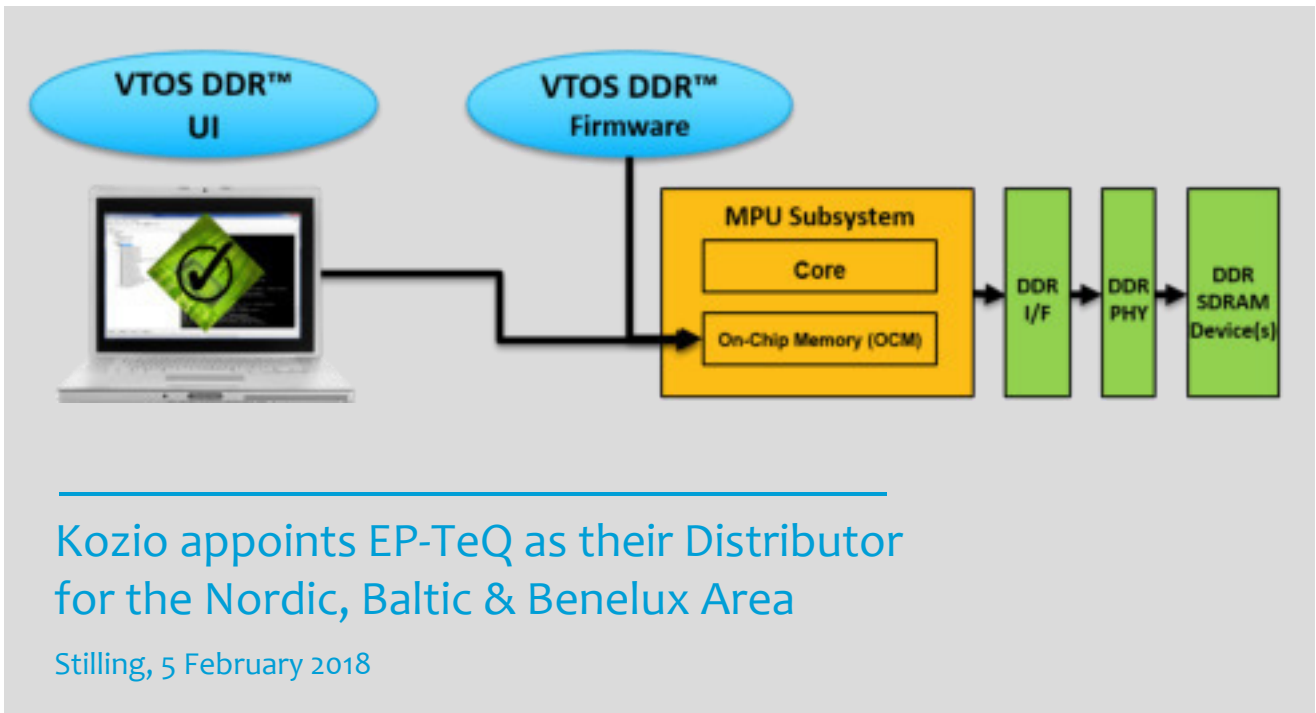 VTOS DDR™
UI
VTOS DDR™
Firmware
MPU Subsystem
Core
On-Chip Memory (OCM)
DDR
I/F
DDR
PHY
DDR
SDRAM
Device(s)
Kozio appoints EP-TeQ as their Distributor
for the Nordic, Baltic & Benelux Area
Stilling, 5 February 2018